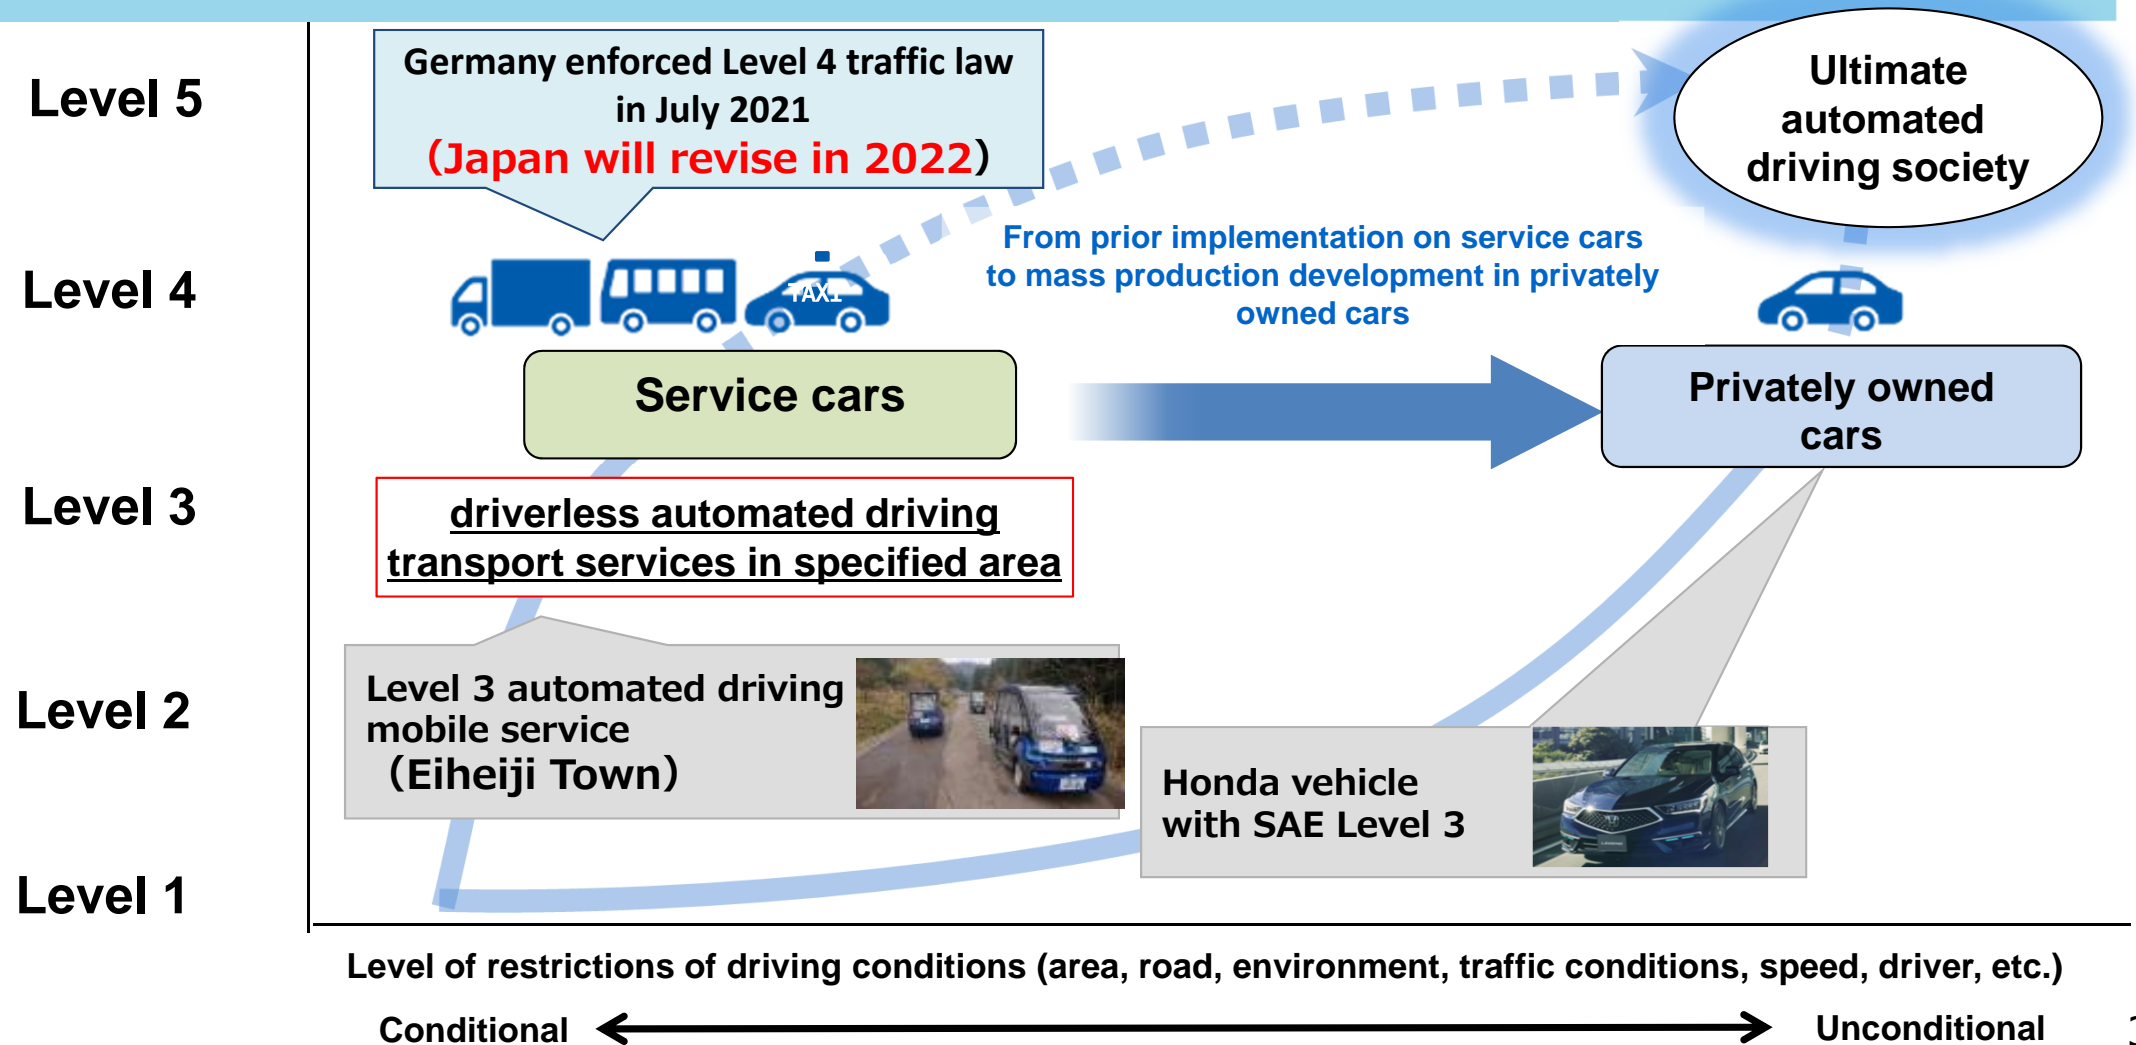 Level 5
Level 4
Level 3
Level 2
Level 1
Germany enforced Level 4 traffic law
in July 2021
（Japan will revise in 2022）
Ultimate
automated
driving society
From prior implementation on service cars
to mass production development in privately
owned cars
TAXI
Service cars
Privately owned
cars
driverless automated driving
transport services in specified area
Level 3 automated driving
mobile service
（Eiheiji Town）
Honda vehicle
with SAE Level 3
Level of restrictions of driving conditions (area, road, environment, traffic conditions, speed, driver, etc.)
Conditional
Unconditional